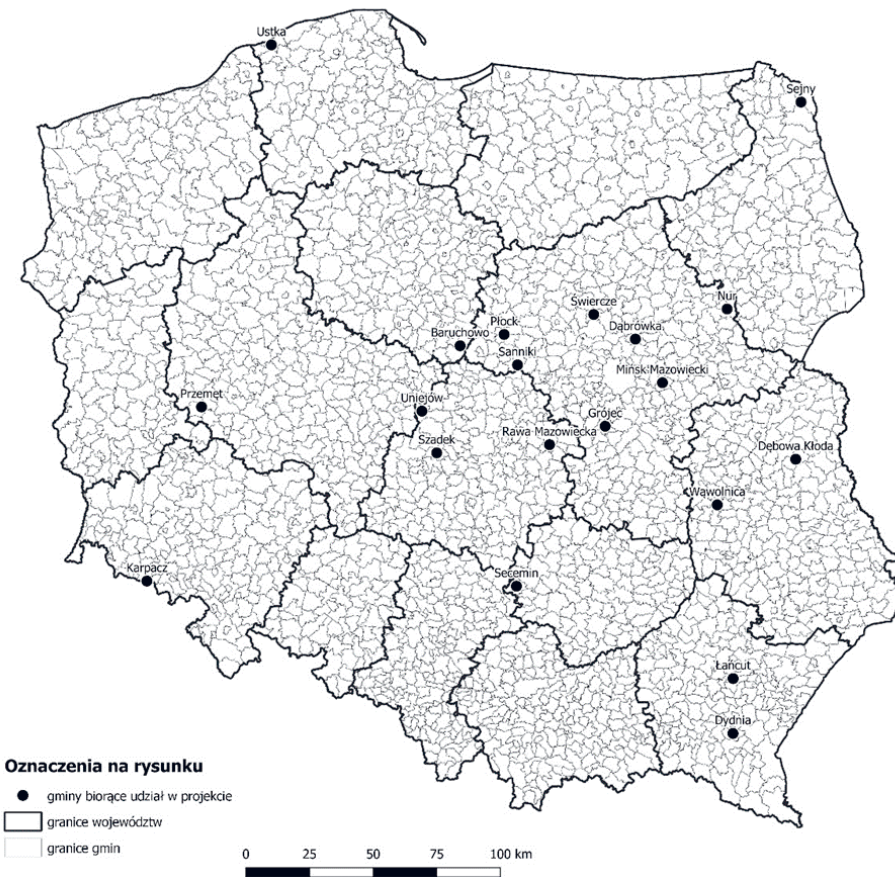 Ustka
Sejny
Świercze
Nur
Płock
Dąbrówka
Baruchowo
Sanniki
Mińsk Mazowiecki
Przemęt
Uniejów
Grójec
Szadek
Rawa Mazowiecka
Dębowa Kłoda
Wąwolnica
Karpacz
Secemin
Łańcut
Dydnia
Oznaczenia na rysunku
gminy biorące udział w projekcie
granice województw
granice gmin
0 25 50 75 100 km